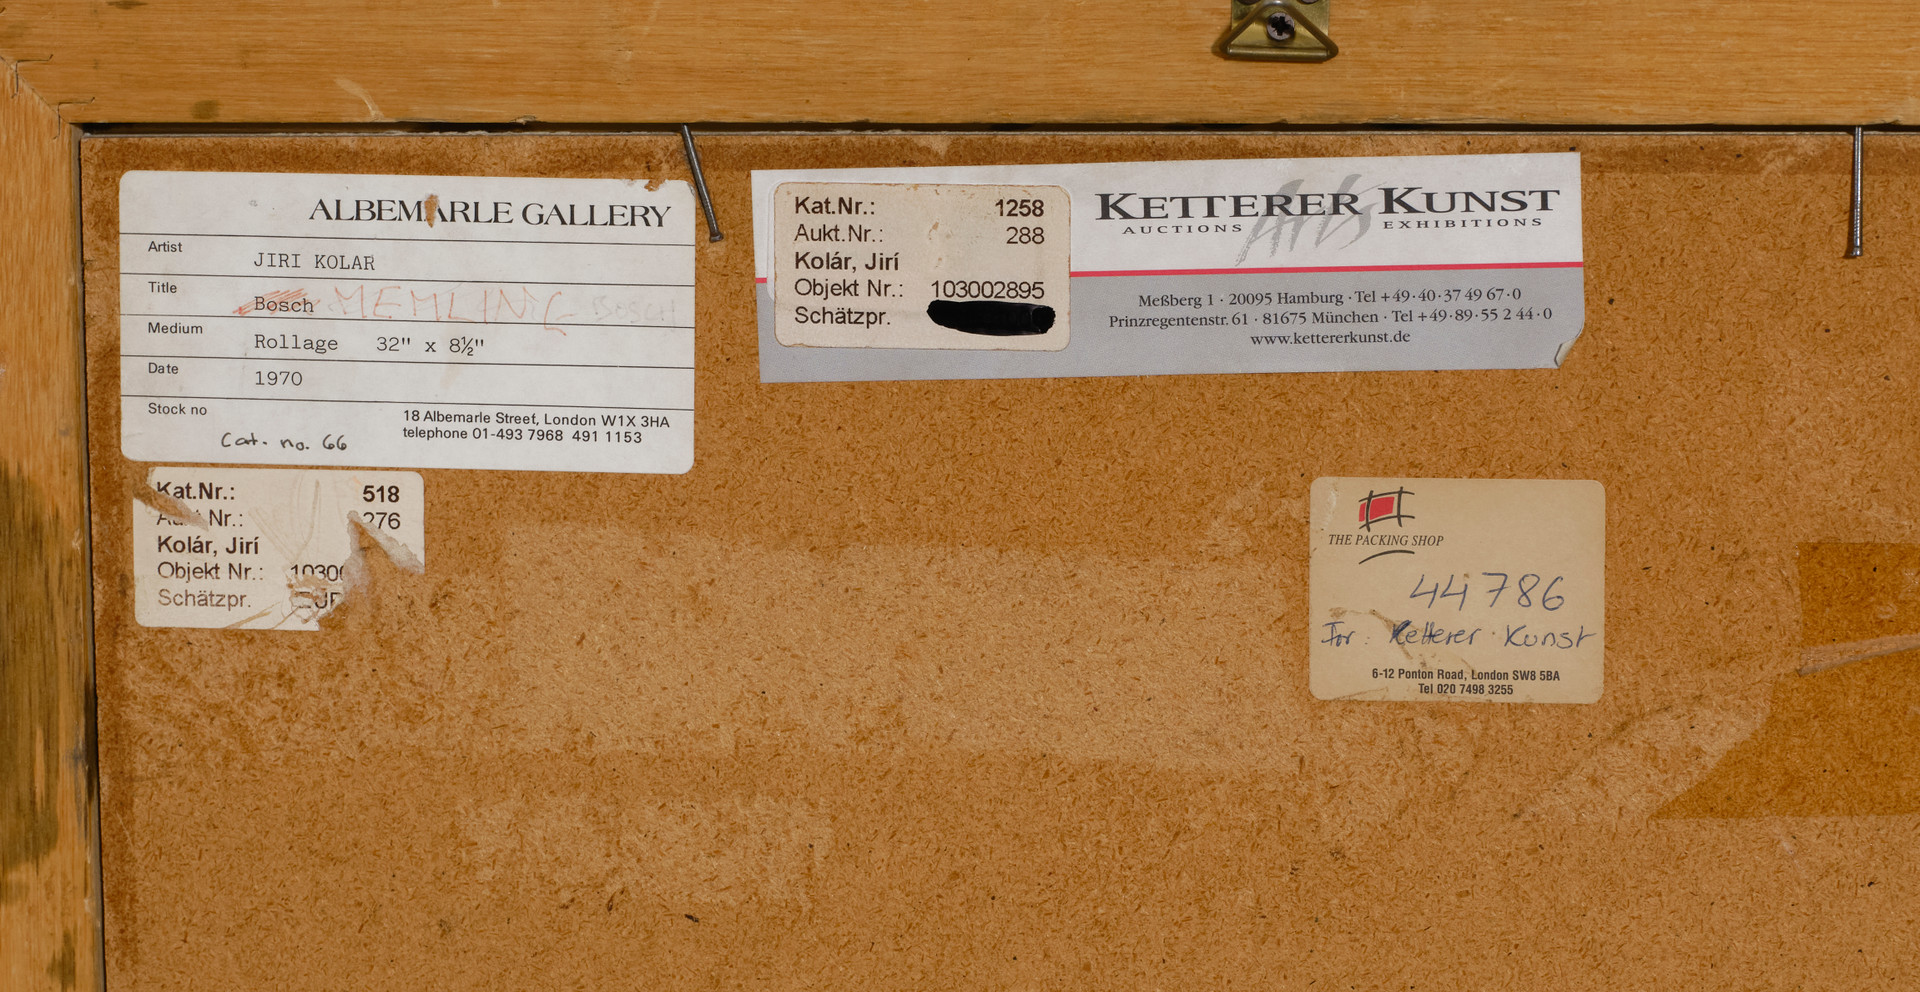 ALBEMARLE GALLERY
Artist JIRI KOLAR
Title Bosch MEMLING BOSCH
Medium Rollage 32" x 8½"
Date 1970
Stock no Cat. no. 66
18 Albemarle Street, London W1X 3HA
telephone 01-493 7968 491 1153
Kat.Nr.: 518
Nr.: 276
Kolár, Jirí
Objekt Nr.: 10300
Schätzpr. EUR
Kat.Nr.: 1258
Aukt.Nr.: 288
Kolár, Jirí
Objekt Nr.: 103002895
Schätzpr.
KETTERER KUNST
Arts
AUCTIONS EXHIBITIONS
Meßberg 1 · 20095 Hamburg · Tel +49·40·37 49 67·0
Prinzregentenstr. 61 · 81675 München · Tel +49·89·55 2 44·0
www.kettererkunst.de
THE PACKING SHOP
44786
For: Ketterer Kunst
6-12 Ponton Road, London SW8 5BA
Tel 020 7498 3255